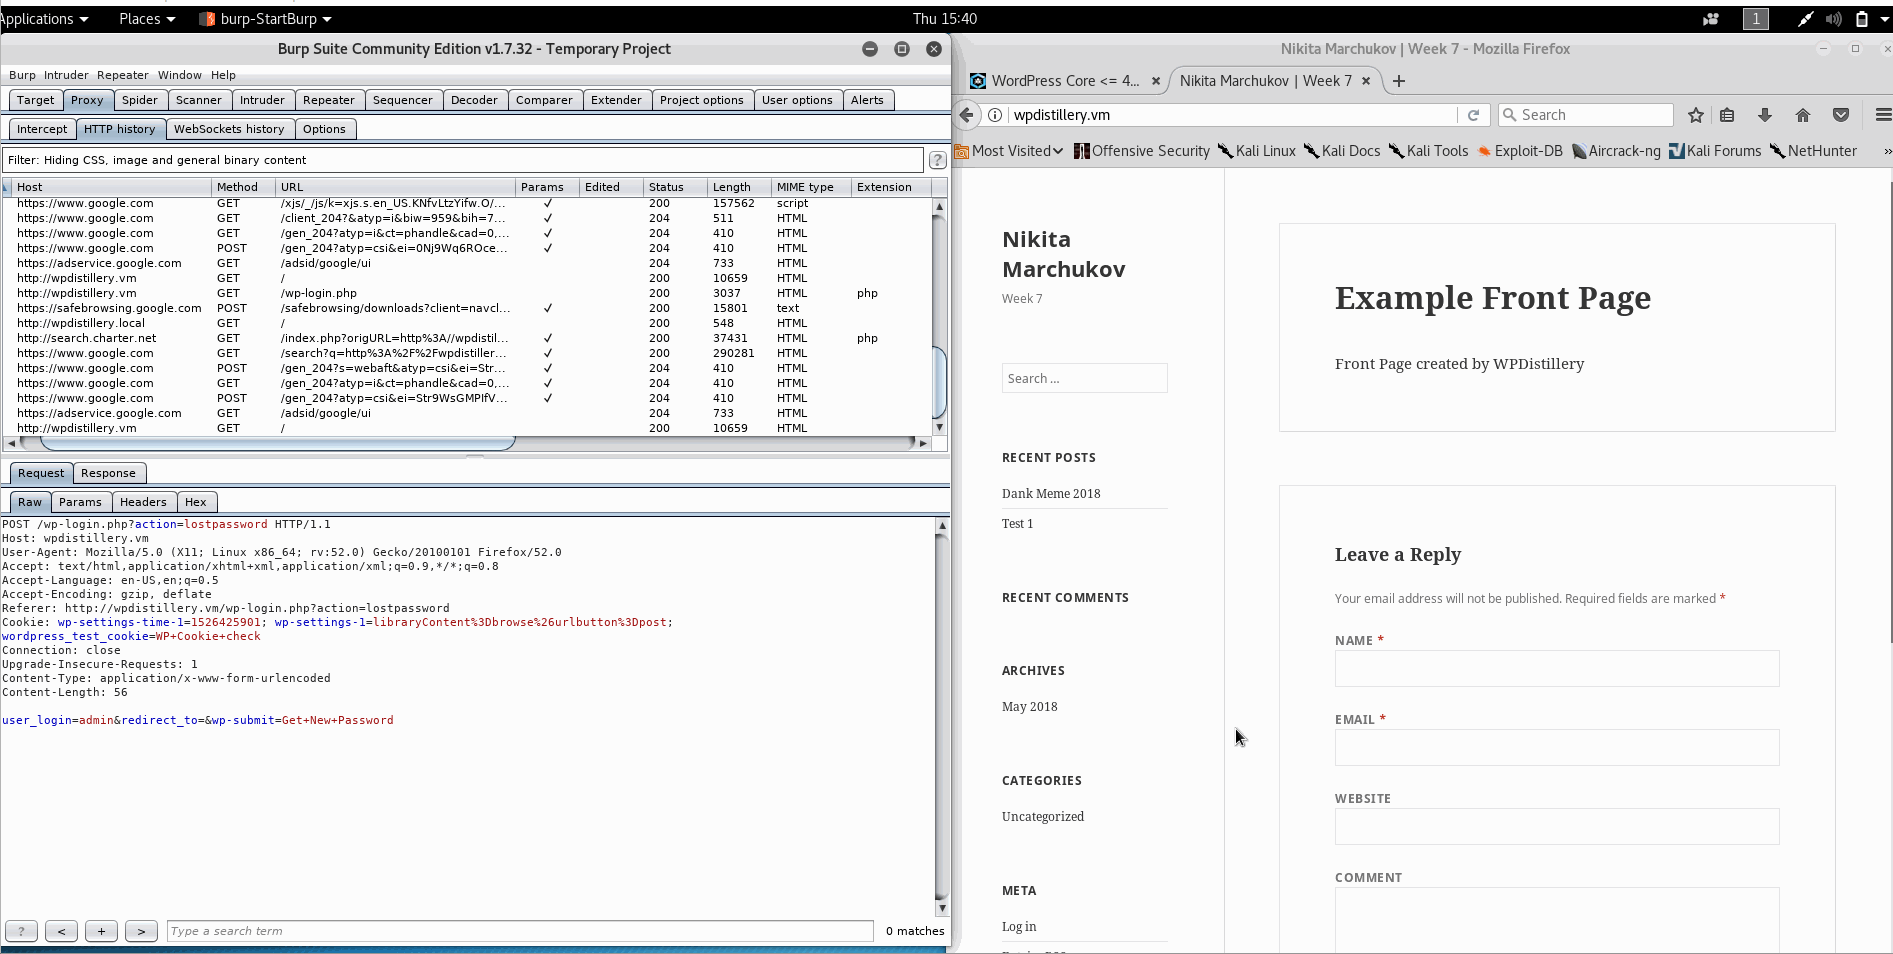 Applications Places burp-StartBurp Thu 15:40 1
Burp Suite Community Edition v1.7.32 - Temporary Project
Burp Intruder Repeater Window Help
Target Proxy Spider Scanner Intruder Repeater Sequencer Decoder Comparer Extender Project options User options Alerts
Intercept HTTP history WebSockets history Options
Filter: Hiding CSS, image and general binary content ?
Host Method URL Params Edited Status Length MIME type Extension
https://www.google.com GET /xjs/_/js/k=xjs.s.en_US.KNfvLtzYifw.O/... ✓ 200 157562 script
https://www.google.com GET /client_204?&atyp=i&biw=959&bih=7... ✓ 204 511 HTML
https://www.google.com GET /gen_204?atyp=i&ct=phandle&cad=0,... ✓ 204 410 HTML
https://www.google.com POST /gen_204?atyp=csi&ei=0Nj9Wq6ROce... ✓ 204 410 HTML
https://adservice.google.com GET /adsid/google/ui 204 733 HTML
http://wpdistillery.vm GET / 200 10659 HTML
http://wpdistillery.vm GET /wp-login.php 200 3037 HTML php
https://safebrowsing.google.com POST /safebrowsing/downloads?client=navcl... ✓ 200 15801 text
http://wpdistillery.local GET / 200 548 HTML
http://search.charter.net GET /index.php?origURL=http%3A//wpdistil... ✓ 200 37431 HTML php
https://www.google.com GET /search?q=http%3A%2F%2Fwpdistiller... ✓ 200 290281 HTML
https://www.google.com POST /gen_204?s=webaft&atyp=csi&ei=Str... ✓ 204 410 HTML
https://www.google.com GET /gen_204?atyp=i&ct=phandle&cad=0,... ✓ 204 410 HTML
https://www.google.com POST /gen_204?atyp=csi&ei=Str9WsGMPIfV... ✓ 204 410 HTML
https://adservice.google.com GET /adsid/google/ui 204 733 HTML
http://wpdistillery.vm GET / 200 10659 HTML
Request Response
Raw Params Headers Hex
POST /wp-login.php?action=lostpassword HTTP/1.1
Host: wpdistillery.vm
User-Agent: Mozilla/5.0 (X11; Linux x86_64; rv:52.0) Gecko/20100101 Firefox/52.0
Accept: text/html,application/xhtml+xml,application/xml;q=0.9,*/*;q=0.8
Accept-Language: en-US,en;q=0.5
Accept-Encoding: gzip, deflate
Referer: http://wpdistillery.vm/wp-login.php?action=lostpassword
Cookie: wp-settings-time-1=1526425901; wp-settings-1=libraryContent%3Dbrowse%26urlbutton%3Dpost;
wordpress_test_cookie=WP+Cookie+check
Connection: close
Upgrade-Insecure-Requests: 1
Content-Type: application/x-www-form-urlencoded
Content-Length: 56
user_login=admin&redirect_to=&wp-submit=Get+New+Password
? < + > Type a search term 0 matches
Nikita Marchukov | Week 7 - Mozilla Firefox
WordPress Core <= 4... Nikita Marchukov | Week 7
wpdistillery.vm Search
Most Visited Offensive Security Kali Linux Kali Docs Kali Tools Exploit-DB Aircrack-ng Kali Forums NetHunter »
Nikita
Marchukov
Week 7
Search ...
RECENT POSTS
Dank Meme 2018
Test 1
RECENT COMMENTS
ARCHIVES
May 2018
CATEGORIES
Uncategorized
META
Log in
Example Front Page
Front Page created by WPDistillery
Leave a Reply
Your email address will not be published. Required fields are marked *
NAME *
EMAIL *
WEBSITE
COMMENT